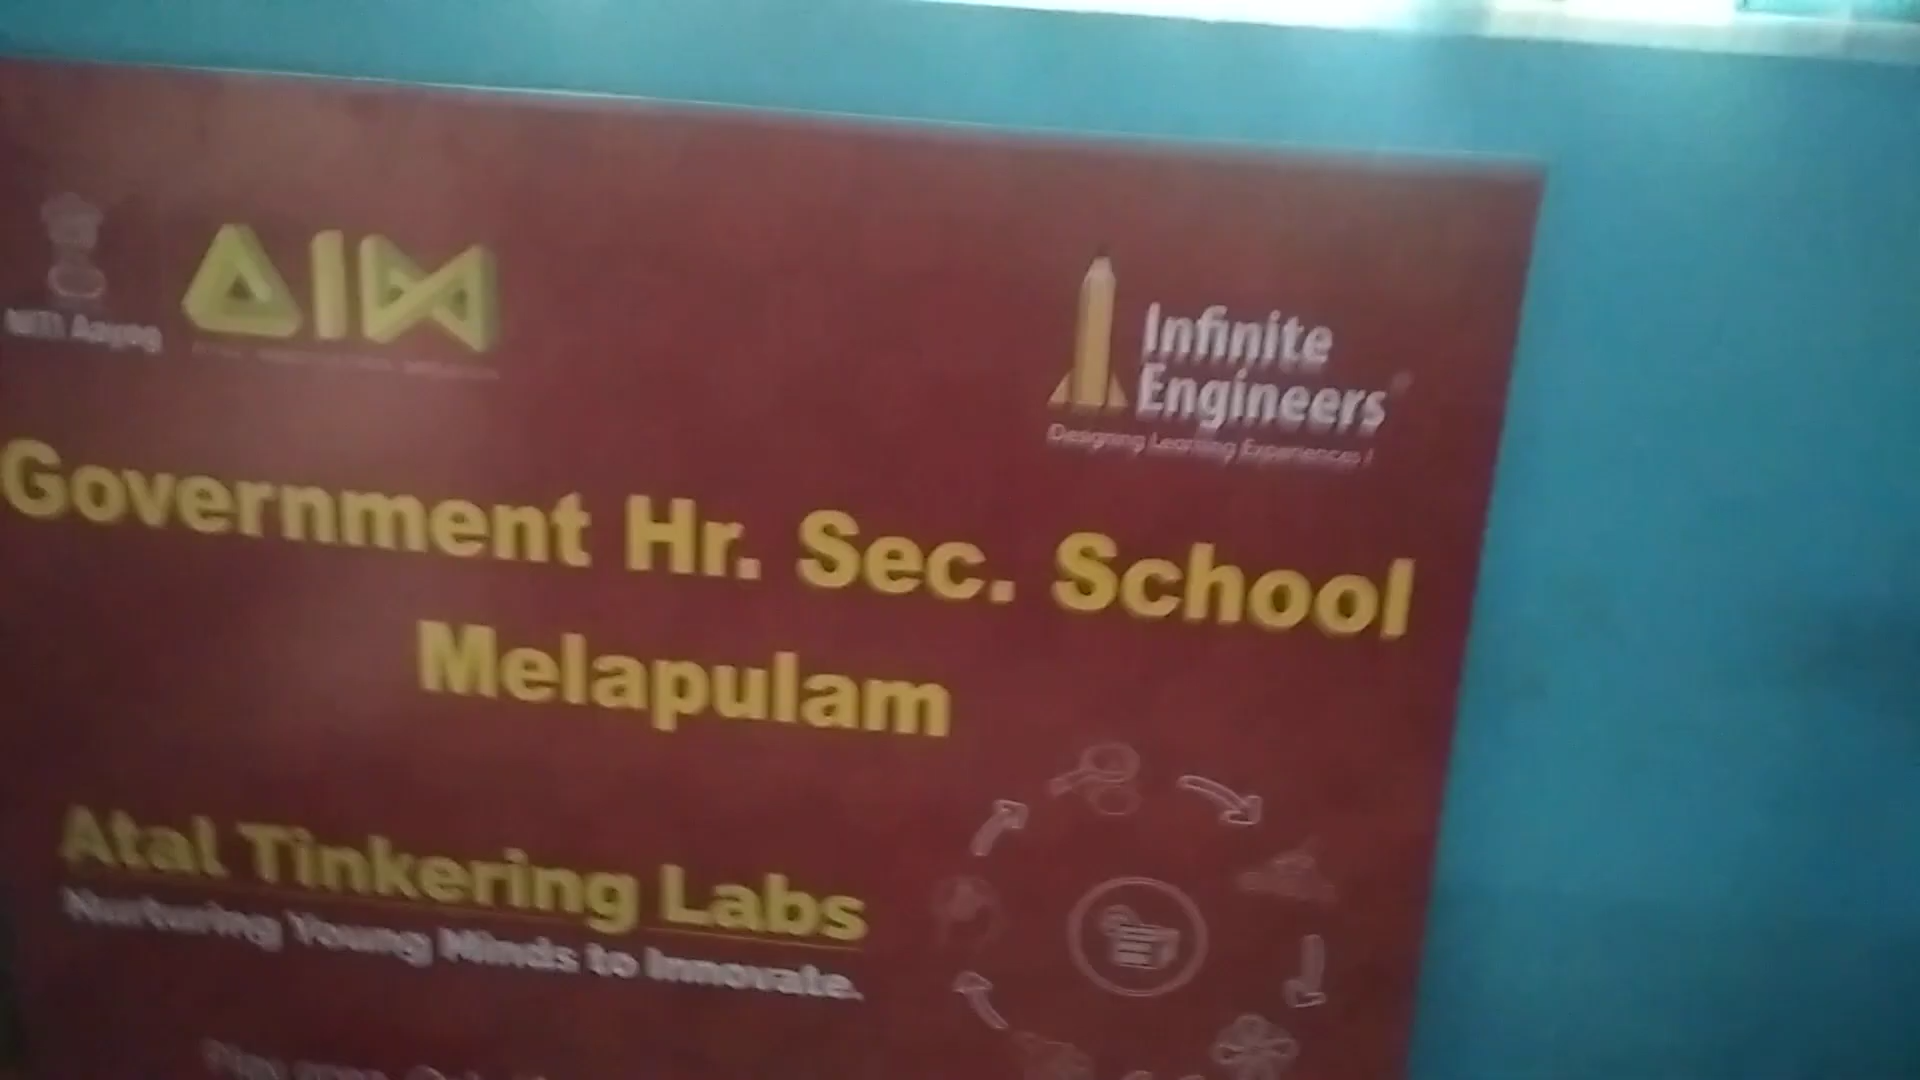 NITI Aayog
AIM
Infinite
Engineers
Designing Learning Experiences !
Government Hr. Sec. School
Melapulam
Atal Tinkering Labs
Nurturing Young Minds to Innovate.